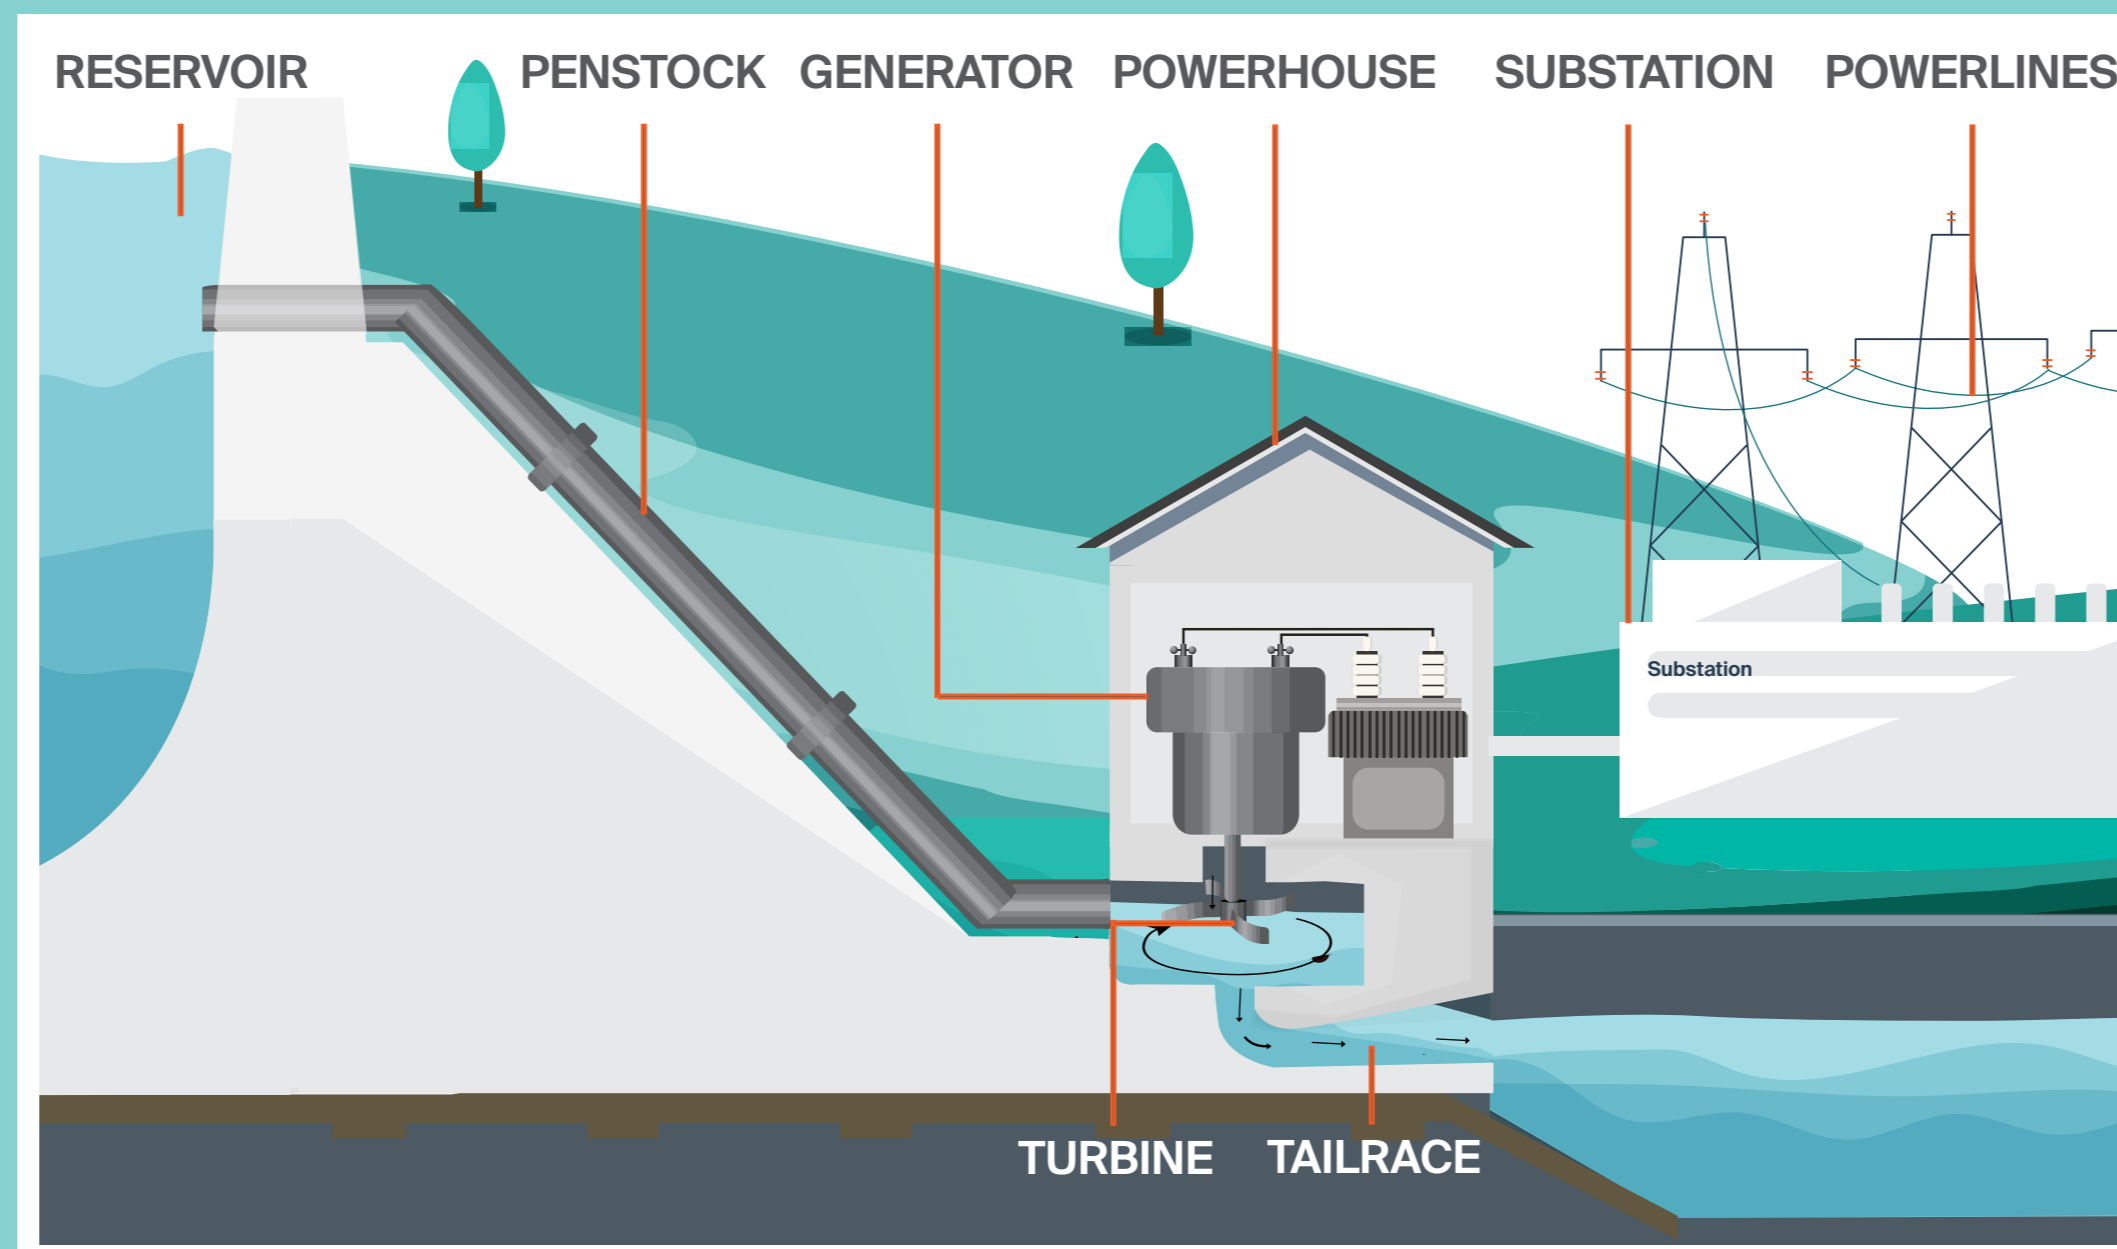 RESERVOIR
PENSTOCK
GENERATOR
POWERHOUSE
SUBSTATION
POWERLINES
Substation
TURBINE
TAILRACE